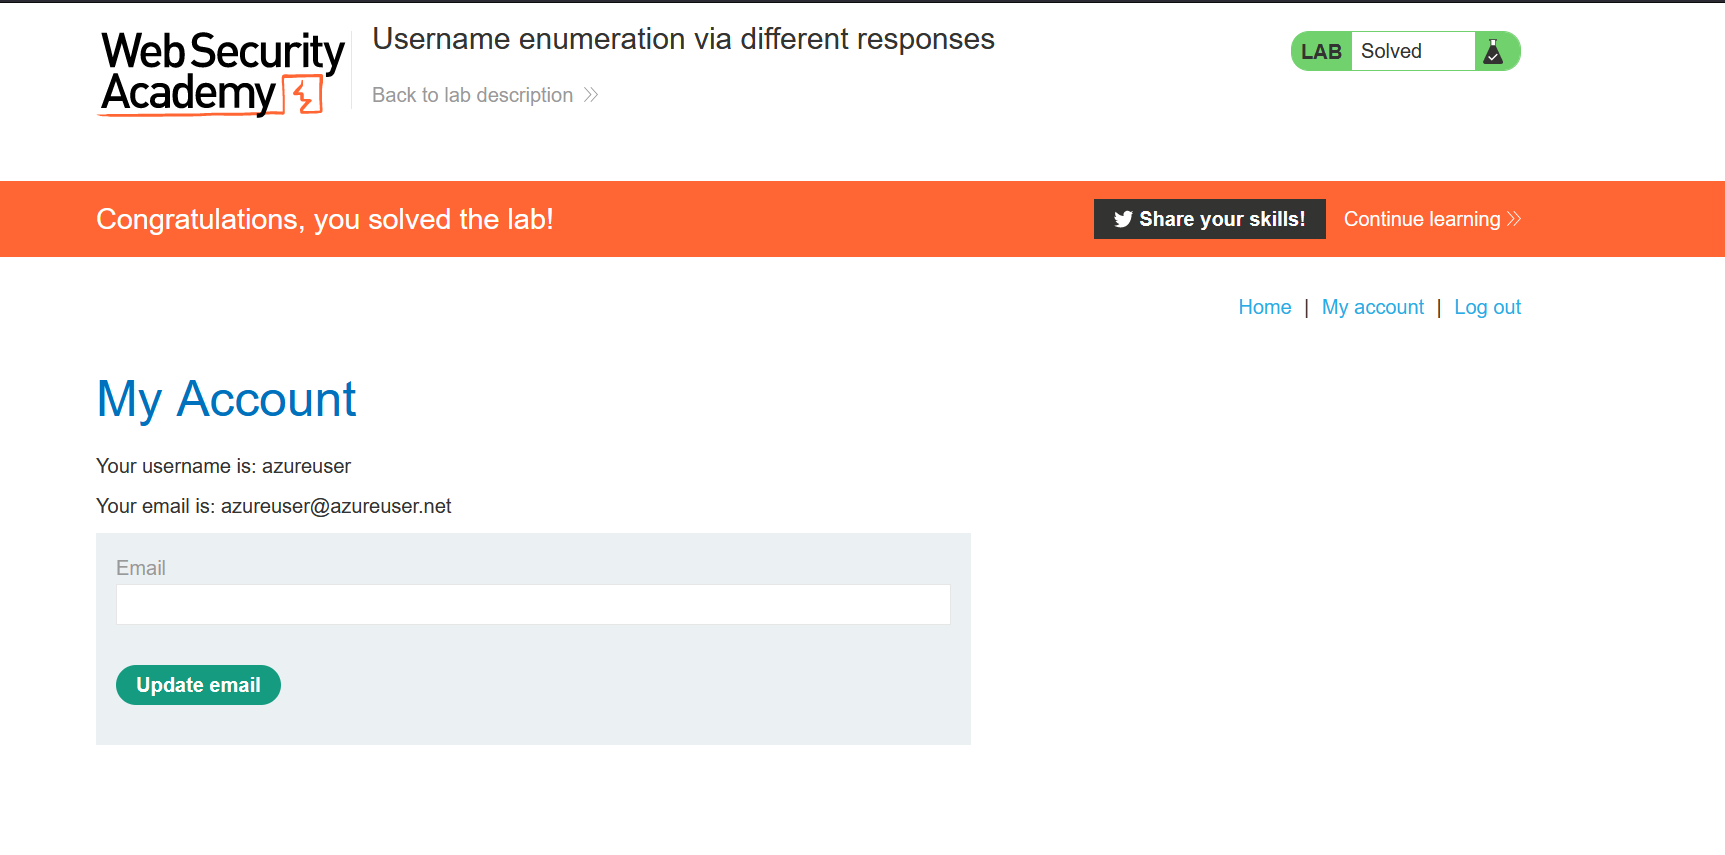 Web Security
Academy
Username enumeration via different responses
Back to lab description
LAB Solved
Congratulations, you solved the lab!
Share your skills!
Continue learning
Home | My account | Log out
My Account
Your username is: azureuser
Your email is: azureuser@azureuser.net
Email
Update email